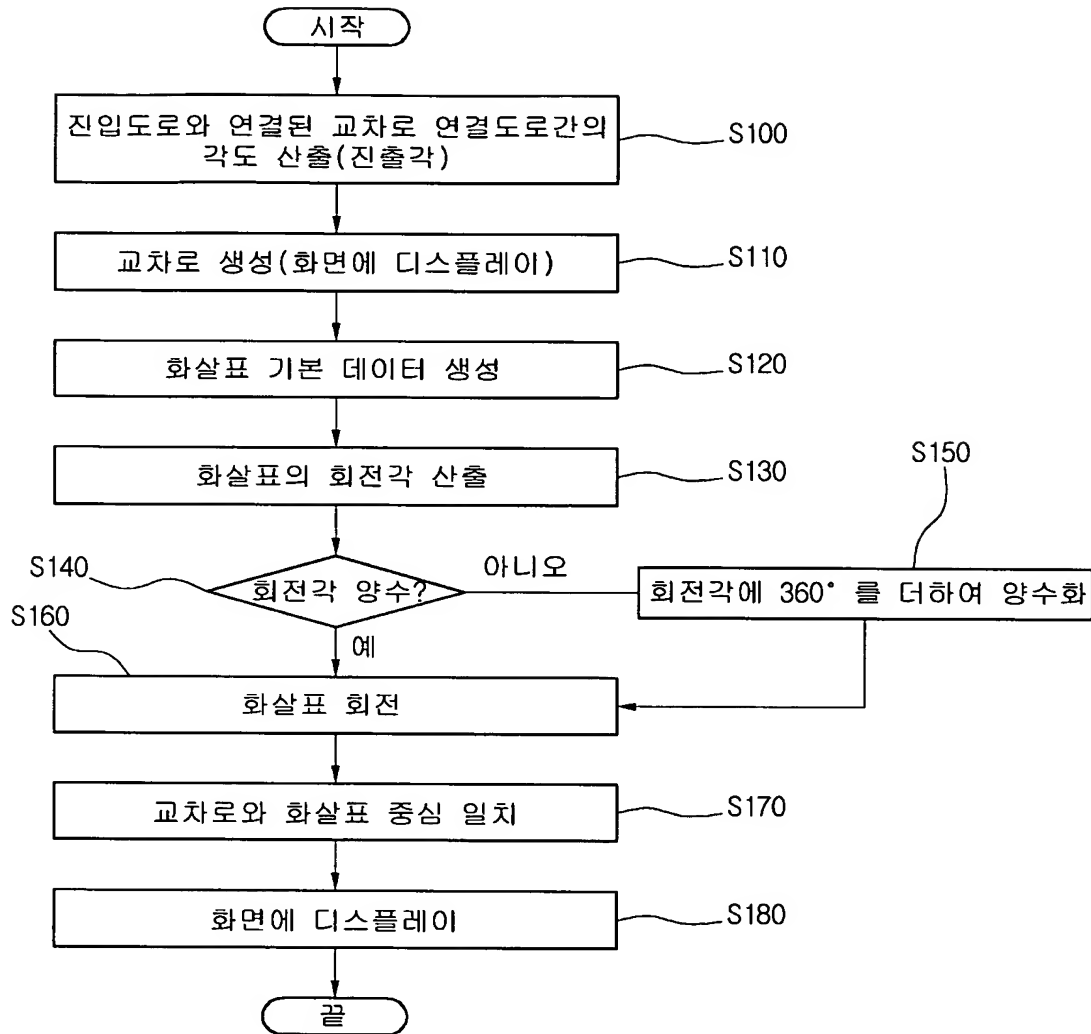 시작
진입도로와 연결된 교차로 연결도로간의
각도 산출(진출각)
S100
교차로 생성(화면에 디스플레이)
S110
화살표 기본 데이터 생성
S120
화살표의 회전각 산출
S130
S140
회전각 양수?
아니오
S150
회전각에 360° 를 더하여 양수화
예
S160
화살표 회전
교차로와 화살표 중심 일치
S170
화면에 디스플레이
S180
끝